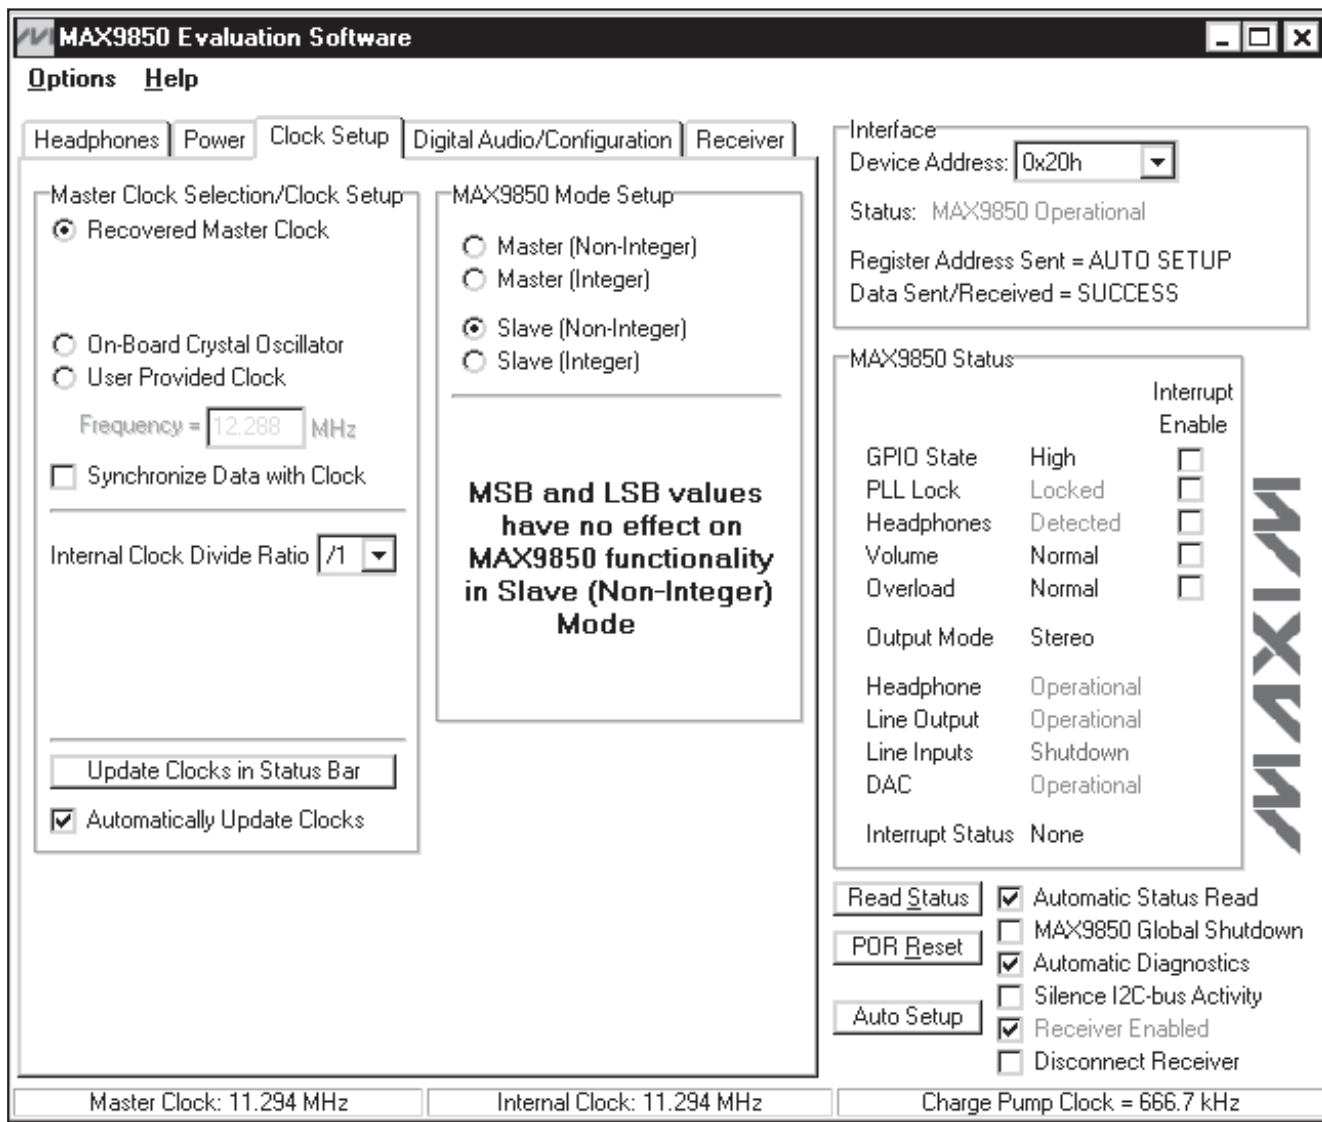 MAX9850 Evaluation Software
Options Help
Headphones Power Clock Setup Digital Audio/Configuration Receiver
Master Clock Selection/Clock Setup
Recovered Master Clock
On-Board Crystal Oscillator
User Provided Clock
Frequency = 12.288 MHz
Synchronize Data with Clock
Internal Clock Divide Ratio /1
Update Clocks in Status Bar
Automatically Update Clocks
MAX9850 Mode Setup
Master (Non-Integer)
Master (Integer)
Slave (Non-Integer)
Slave (Integer)
MSB and LSB values
have no effect on
MAX9850 functionality
in Slave (Non-Integer)
Mode
Interface
Device Address: 0x20h
Status: MAX9850 Operational
Register Address Sent = AUTO SETUP
Data Sent/Received = SUCCESS
MAX9850 Status
Interrupt
Enable
GPIO State High
PLL Lock Locked
Headphones Detected
Volume Normal
Overload Normal
Output Mode Stereo
Headphone Operational
Line Output Operational
Line Inputs Shutdown
DAC Operational
Interrupt Status None
MAXIM
Read Status
POR Reset
Auto Setup
Automatic Status Read
MAX9850 Global Shutdown
Automatic Diagnostics
Silence I2C-bus Activity
Receiver Enabled
Disconnect Receiver
Master Clock: 11.294 MHz
Internal Clock: 11.294 MHz
Charge Pump Clock = 666.7 kHz